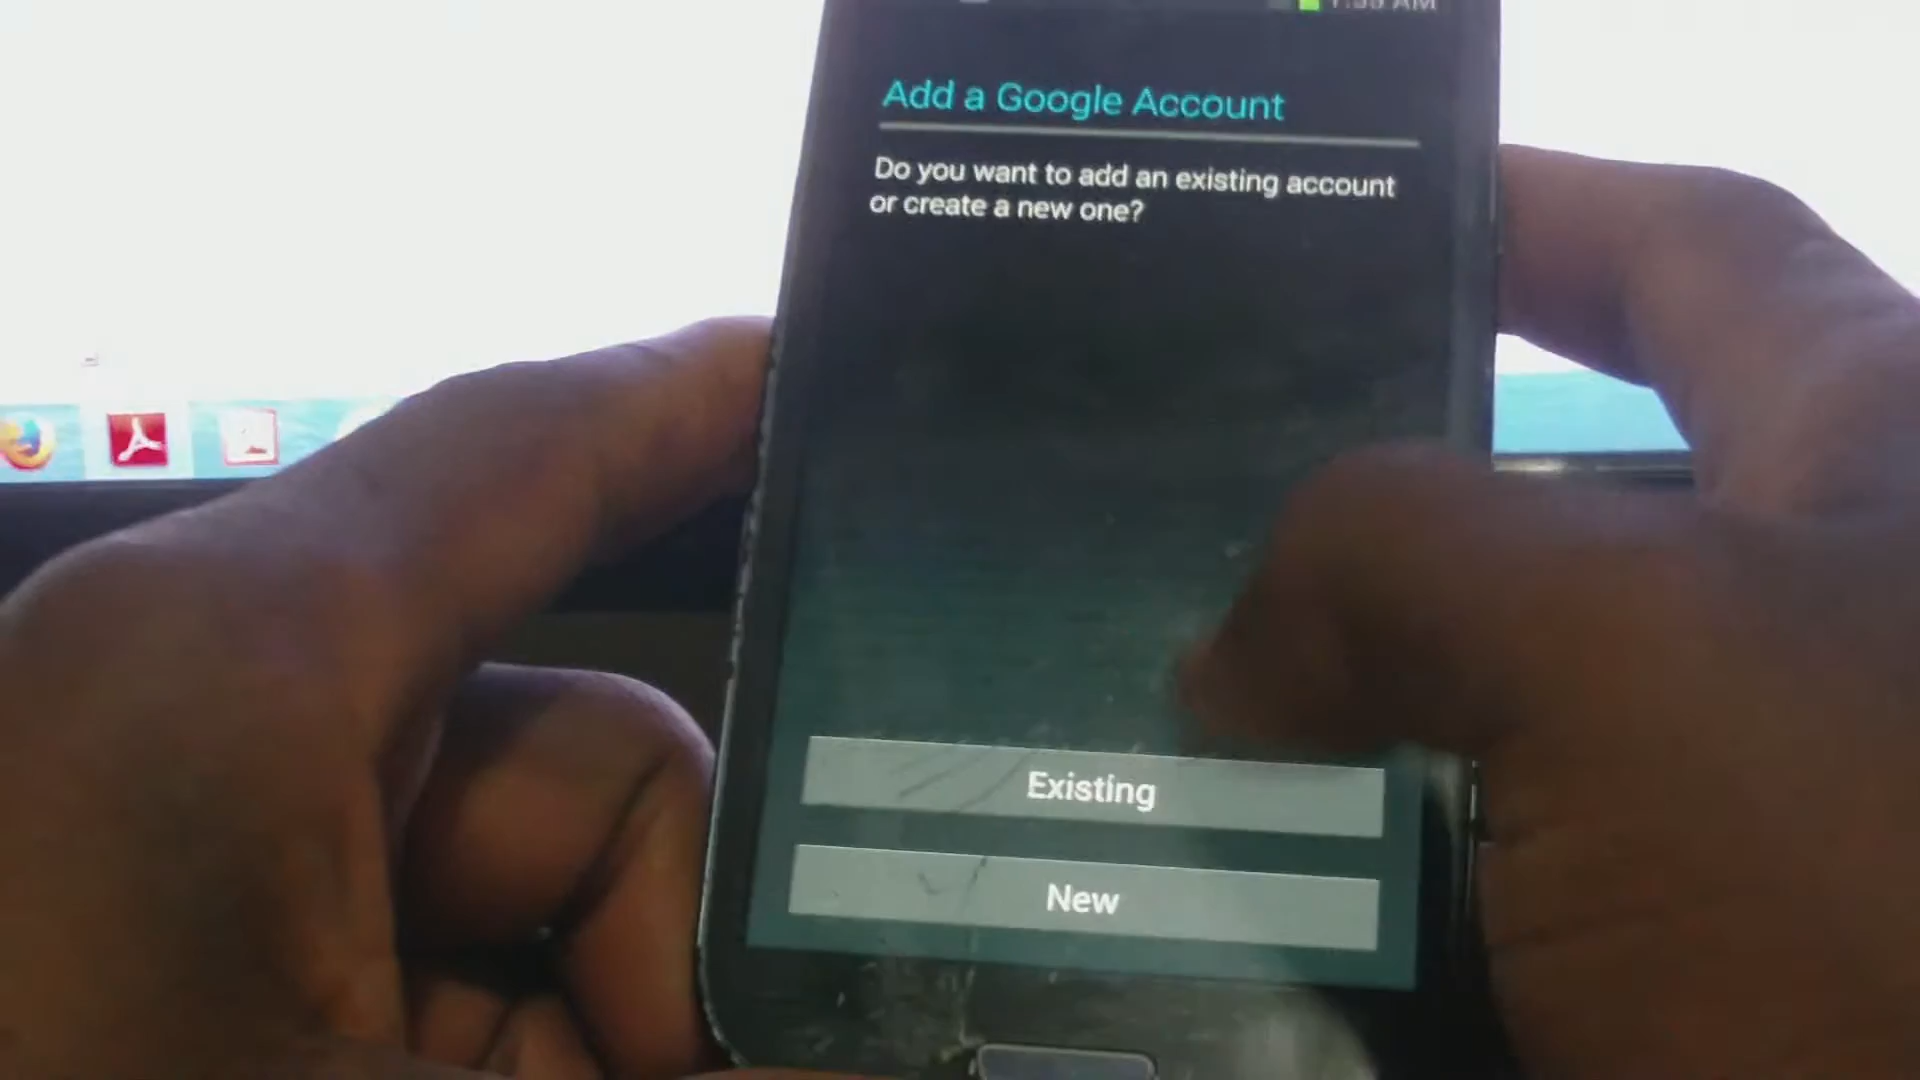 Add a Google Account
Do you want to add an existing account
or create a new one?
Existing
New